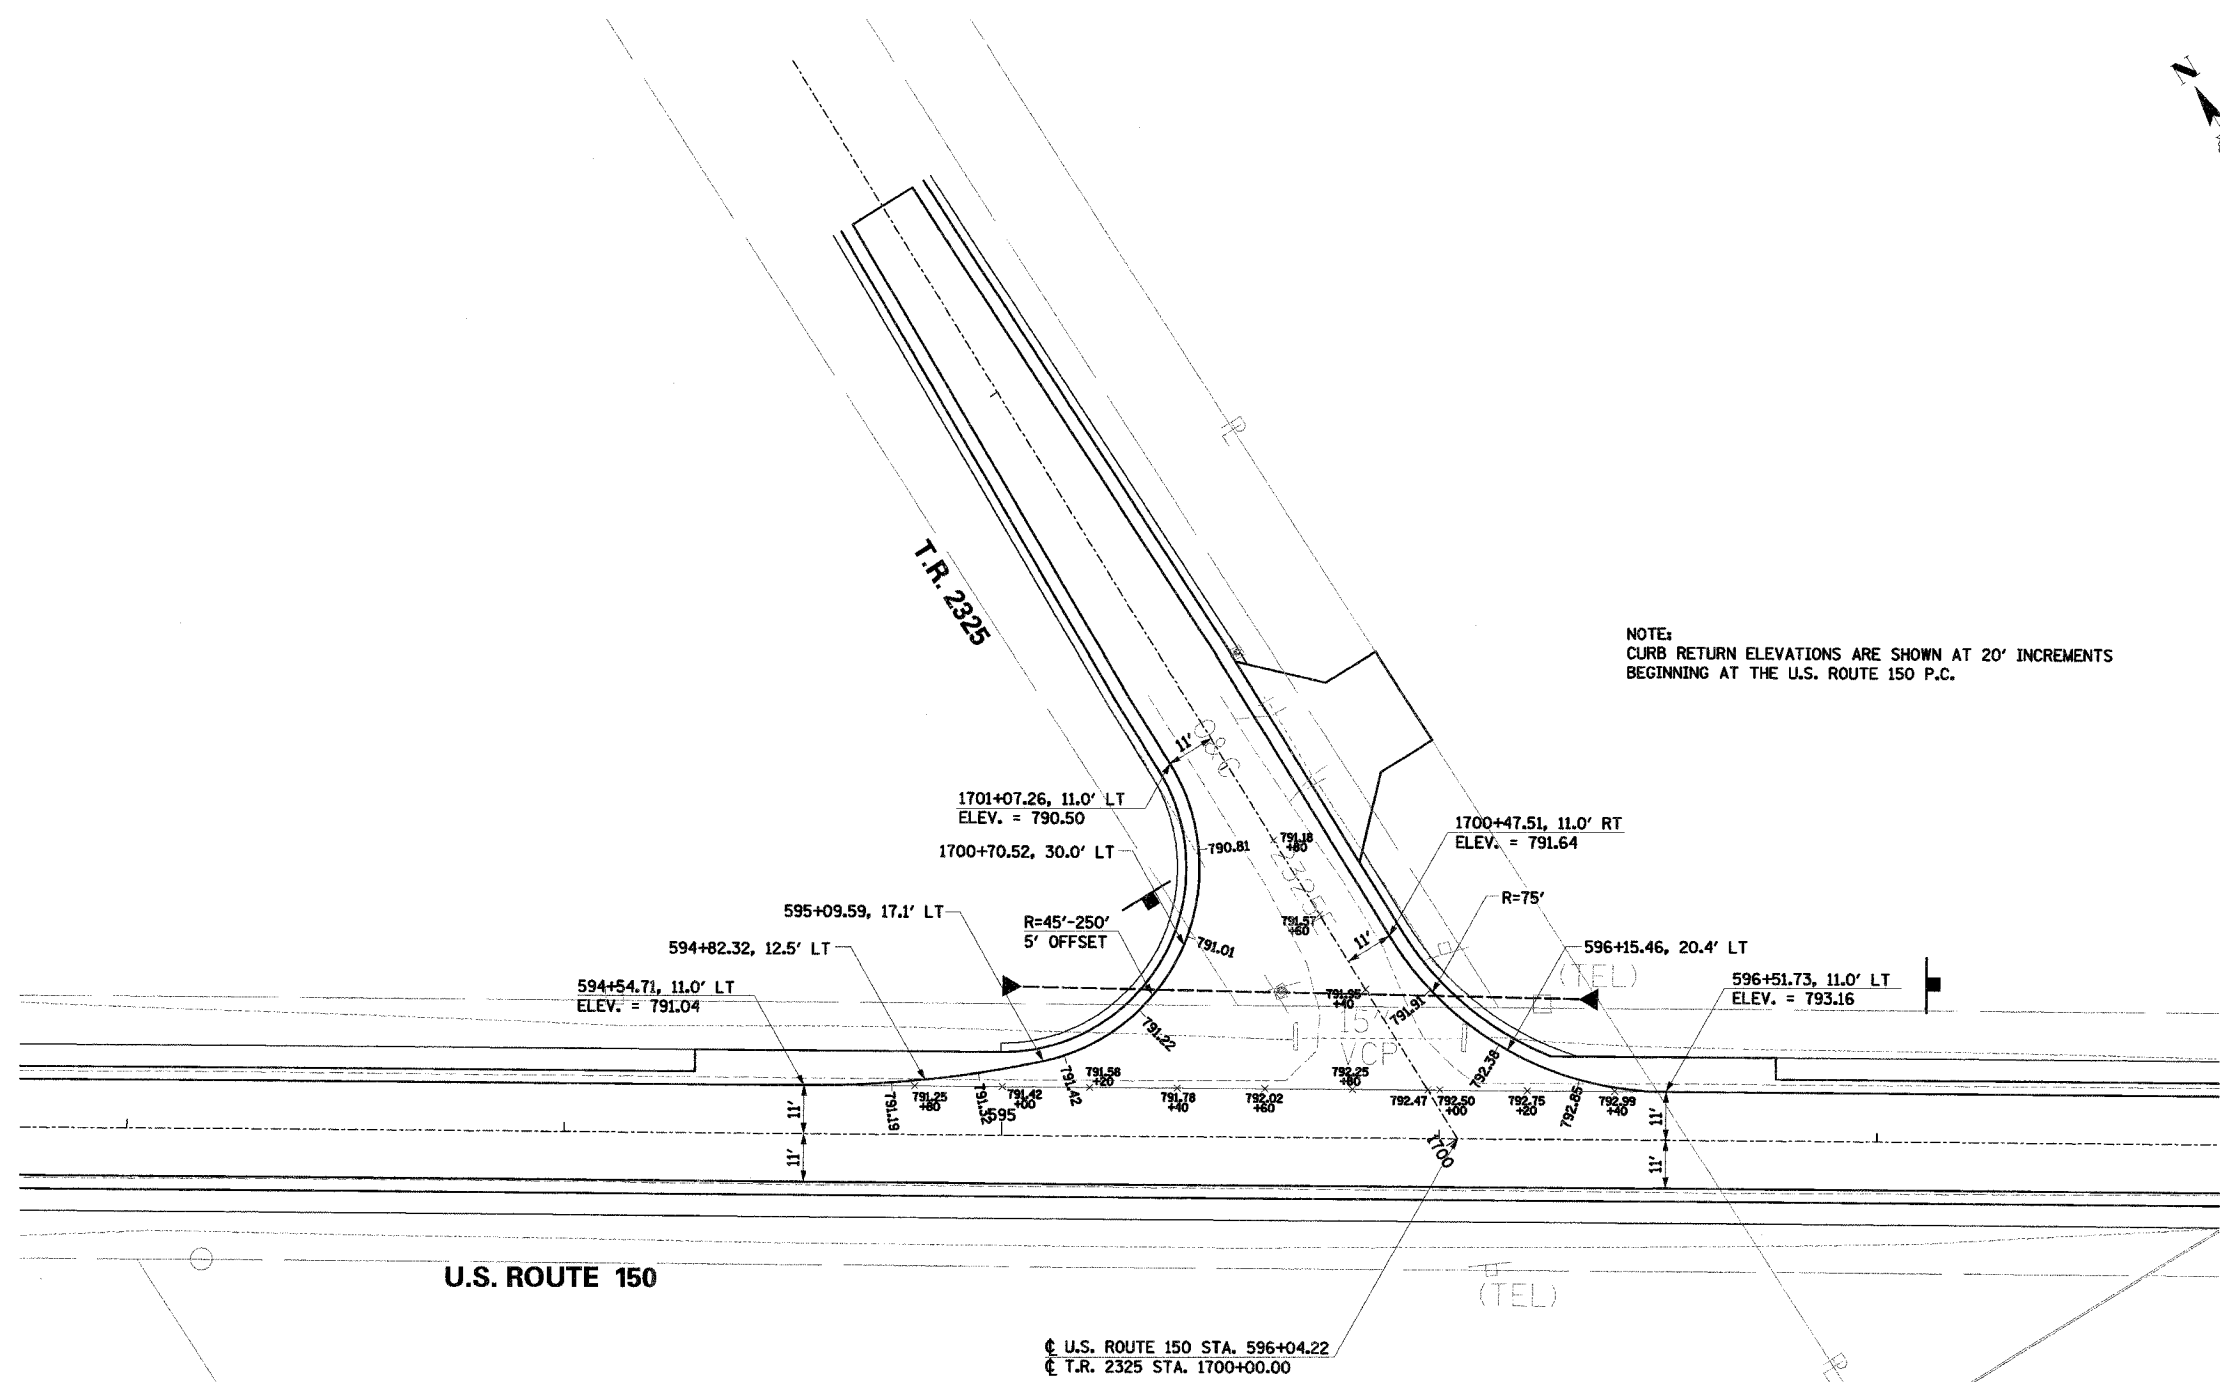 N
PL
T.R. 2325
NOTE:
CURB RETURN ELEVATIONS ARE SHOWN AT 20' INCREMENTS
BEGINNING AT THE U.S. ROUTE 150 P.C.
11'
O&C
1701+07.26, 11.0' LT
ELEV. = 790.50
1700+47.51, 11.0' RT
ELEV. = 791.64
791.18
+80
790.81
1700+70.52, 30.0' LT
2325
R=75'
595+09.59, 17.1' LT
R=45'-250'
5' OFFSET
791.57
+60
791.01
11'
596+15.46, 20.4' LT
594+82.32, 12.5' LT
(TEL)
594+54.71, 11.0' LT
ELEV. = 791.04
596+51.73, 11.0' LT
ELEV. = 793.16
791.95
+40
791.91
15"
VCP
791.22
792.38
791.19
791.25
+80
791.32
791.42
+00
791.42
791.58
+20
791.78
+40
792.02
+60
792.25
+80
792.47
792.50
+00
792.75
+20
792.85
792.99
+40
595
11'
11'
1700
11'
11'
U.S. ROUTE 150
(TEL)
℄ U.S. ROUTE 150 STA. 596+04.22
℄ T.R. 2325 STA. 1700+00.00
PL